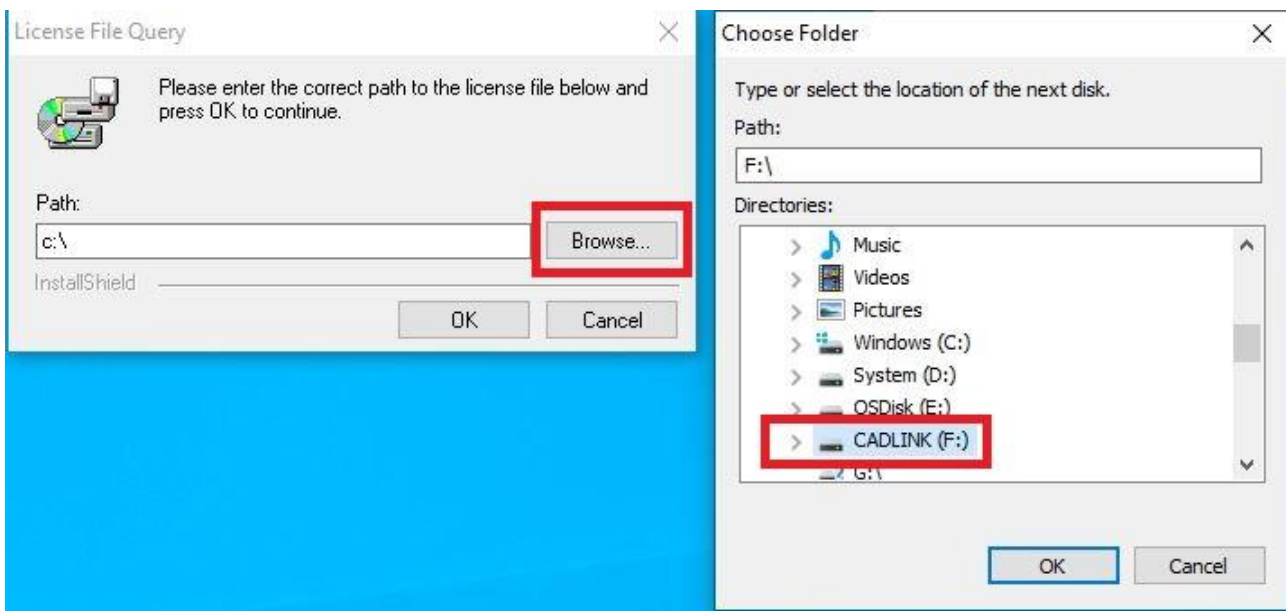 License File Query
Please enter the correct path to the license file below and
press OK to continue.
Path:
c:\
Browse...
InstallShield
OK
Cancel
Choose Folder
Type or select the location of the next disk.
Path:
F:\
Directories:
Music
Videos
Pictures
Windows (C:)
System (D:)
OSDisk (E:)
CADLINK (F:)
G:\
OK
Cancel